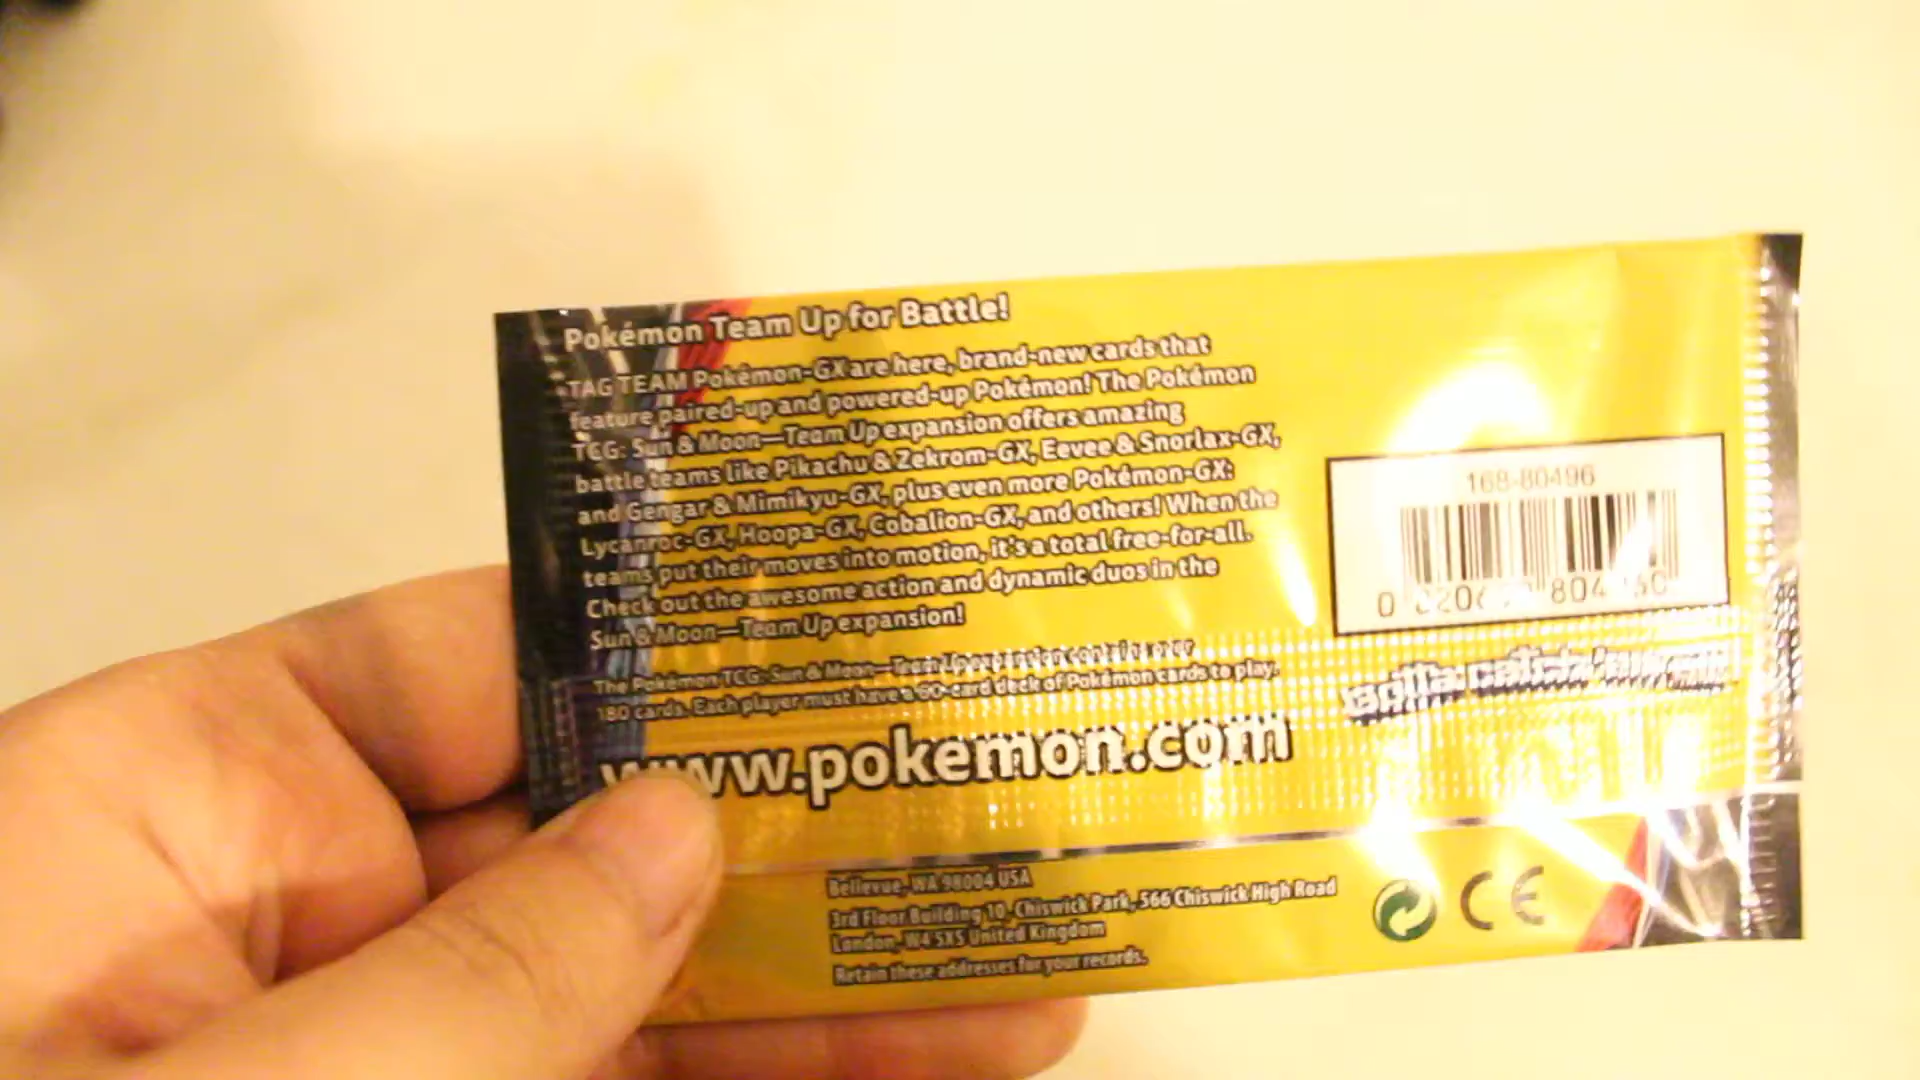 Pokémon Team Up for Battle!
TAG TEAM Pokémon-GX are here, brand-new cards that
feature paired-up and powered-up Pokémon! The Pokémon
TCG: Sun & Moon—Team Up expansion offers amazing
battle teams like Pikachu & Zekrom-GX, Eevee & Snorlax-GX,
and Gengar & Mimikyu-GX, plus even more Pokémon-GX:
Lycanroc-GX, Hoopa-GX, Cobalion-GX, and others! When the
teams put their moves into motion, it's a total free-for-all.
Check out the awesome action and dynamic duos in the
Sun & Moon—Team Up expansion!
The Pokémon TCG: Sun & Moon—Team Up expansion contains over
180 cards. Each player must have a 60-card deck of Pokémon cards to play.
www.pokemon.com
168-80496
Bellevue, WA 98004 USA
3rd Floor Building 10, Chiswick Park, 566 Chiswick High Road
London, W4 5XS United Kingdom
Retain these addresses for your records.
CE